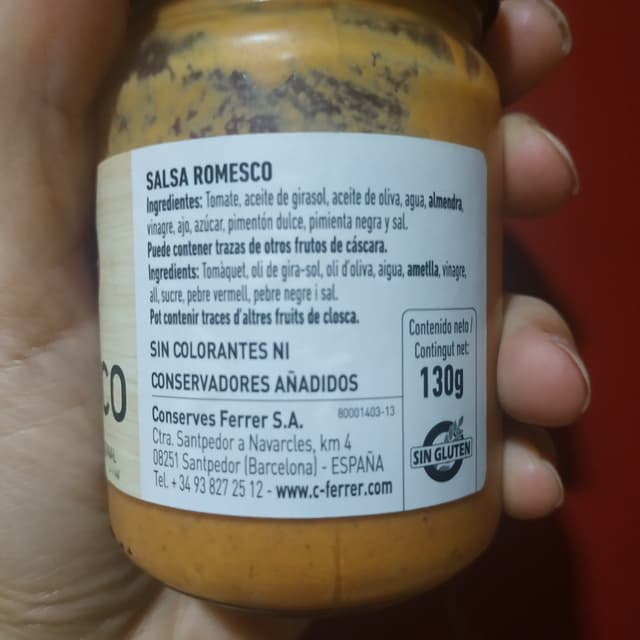 SALSA ROMESCO
Ingredientes: Tomate, aceite de girasol, aceite de oliva, agua, almendra,
vinagre, ajo, azúcar, pimentón dulce, pimienta negra y sal.
Puede contener trazas de otros frutos de cáscara.
Ingredients: Tomàquet, oli de gira-sol, oli d'oliva, aigua, ametlla, vinagre,
all, sucre, pebre vermell, pebre negre i sal.
Pot contenir traces d'altres fruits de closca.
SIN COLORANTES NI
CONSERVADORES AÑADIDOS
Contenido neto /
Contingut net:
130g
SIN GLUTEN
Conserves Ferrer S.A. 80001403-13
Ctra. Santpedor a Navarcles, km 4
08251 Santpedor (Barcelona) - ESPAÑA
Tel. +34 93 827 25 12 - www.c-ferrer.com
CO